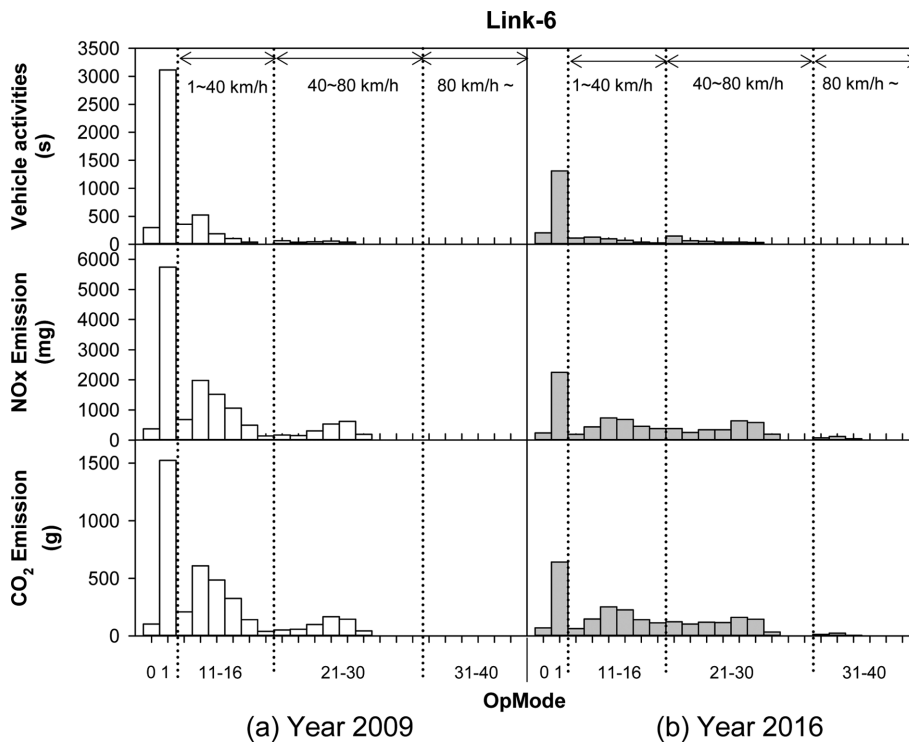 Link-6
Vehicle activities
(s)
3500
3000
2500
2000
1500
1000
500
0
1~40 km/h
40~80 km/h
80 km/h ~
1~40 km/h
40~80 km/h
80 km/h ~
NOx Emission
(mg)
6000
5000
4000
3000
2000
1000
0
CO2 Emission
(g)
1500
1000
500
0
0 1 11-16 21-30 31-40 0 1 11-16 21-30 31-40
OpMode
(a) Year 2009 (b) Year 2016